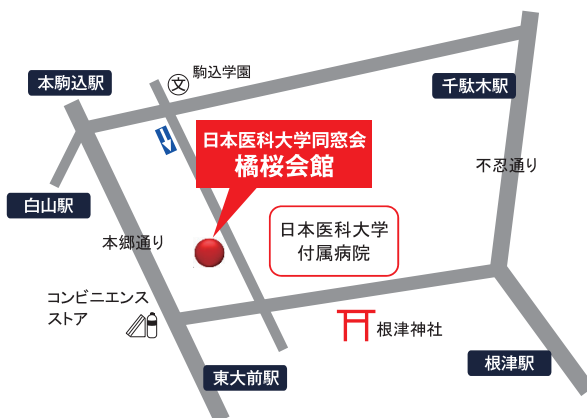 本駒込駅
文
駒込学園
千駄木駅
日本医科大学同窓会
橘桜会館
不忍通り
白山駅
日本医科大学
付属病院
本郷通り
コンビニエンス
ストア
根津神社
東大前駅
根津駅